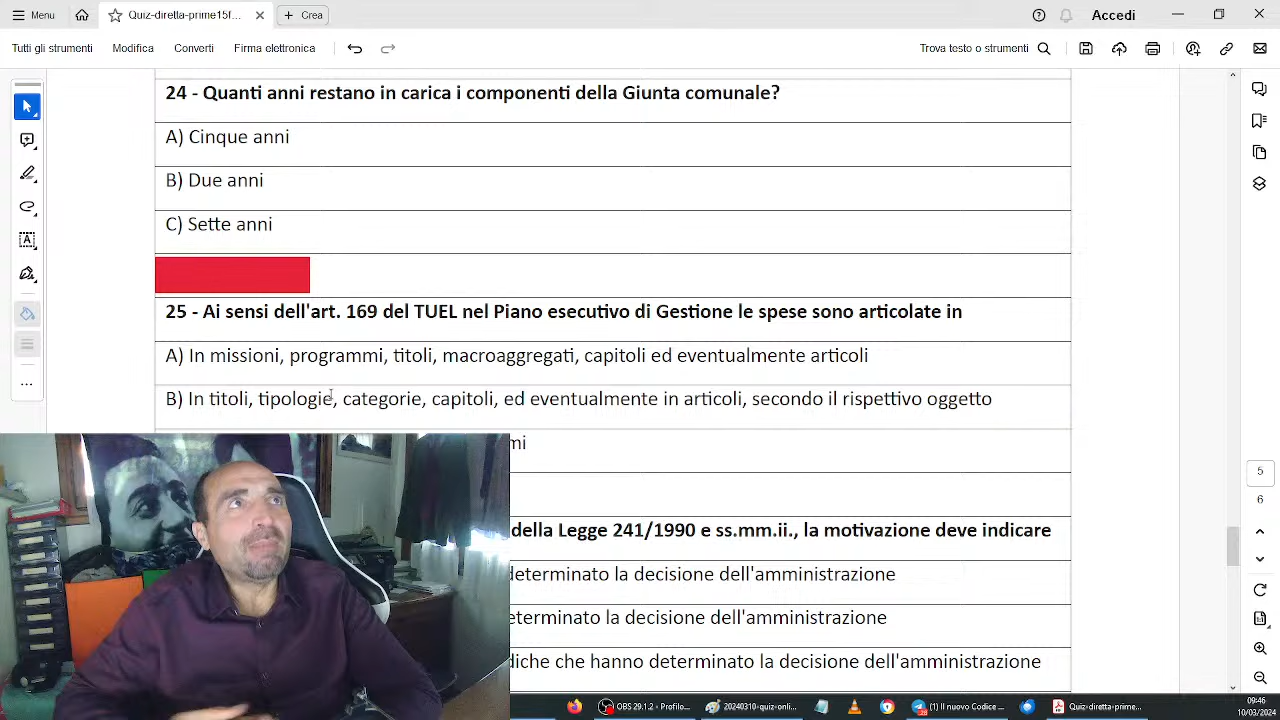 Menu
Quiz-diretta-prime15f...
Crea
Accedi
Tutti gli strumenti
Modifica
Converti
Firma elettronica
Trova testo o strumenti
24 - Quanti anni restano in carica i componenti della Giunta comunale?
A) Cinque anni
B) Due anni
C) Sette anni
25 - Ai sensi dell'art. 169 del TUEL nel Piano esecutivo di Gestione le spese sono articolate in
A) In missioni, programmi, titoli, macroaggregati, capitoli ed eventualmente articoli
B) In titoli, tipologie, categorie, capitoli, ed eventualmente in articoli, secondo il rispettivo oggetto
mi
della Legge 241/1990 e ss.mm.ii., la motivazione deve indicare
determinato la decisione dell'amministrazione
eterminato la decisione dell'amministrazione
diche che hanno determinato la decisione dell'amministrazione
5
6
OBS 29.1.2 - Profilo...
20240310-quiz-onli...
(1) Il nuovo Codice ...
Quiz-diretta-prime...
09:46
10/03/2024